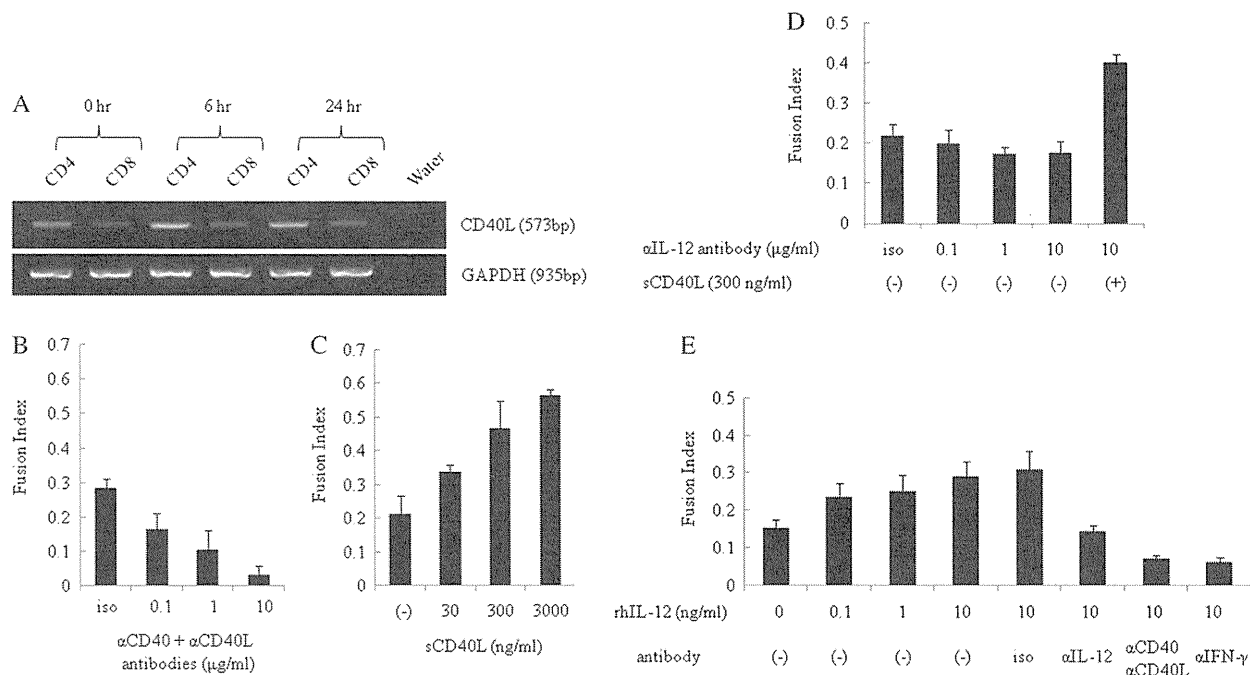 A
0 hr 6 hr 24 hr
CD4 CD8 CD4 CD8 CD4 CD8 Water
CD40L (573bp)
GAPDH (935bp)
B
Fusion Index
0.7
0.6
0.5
0.4
0.3
0.2
0.1
0
iso 0.1 1 10
αCD40 + αCD40L
antibodies (μg/ml)
C
Fusion Index
0.7
0.6
0.5
0.4
0.3
0.2
0.1
0
(-) 30 300 3000
sCD40L (ng/ml)
D
Fusion Index
0.5
0.4
0.3
0.2
0.1
0
αIL-12 antibody (μg/ml) iso 0.1 1 10 10
sCD40L (300 ng/ml) (-) (-) (-) (-) (+)
E
Fusion Index
0.5
0.4
0.3
0.2
0.1
0
rhIL-12 (ng/ml) 0 0.1 1 10 10 10 10 10
antibody (-) (-) (-) (-) iso αIL-12 αCD40 αCD40L αIFN-γ